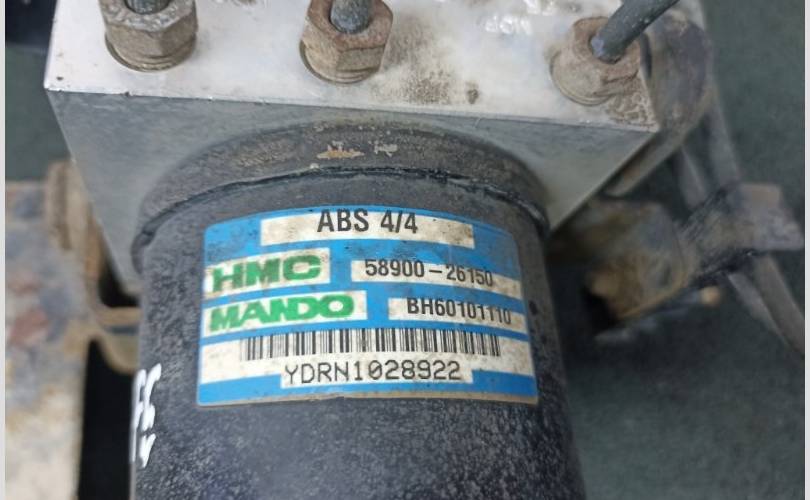 ABS 4/4
HMC 58900-26150
MANDO BH60101110
YDRN1028922